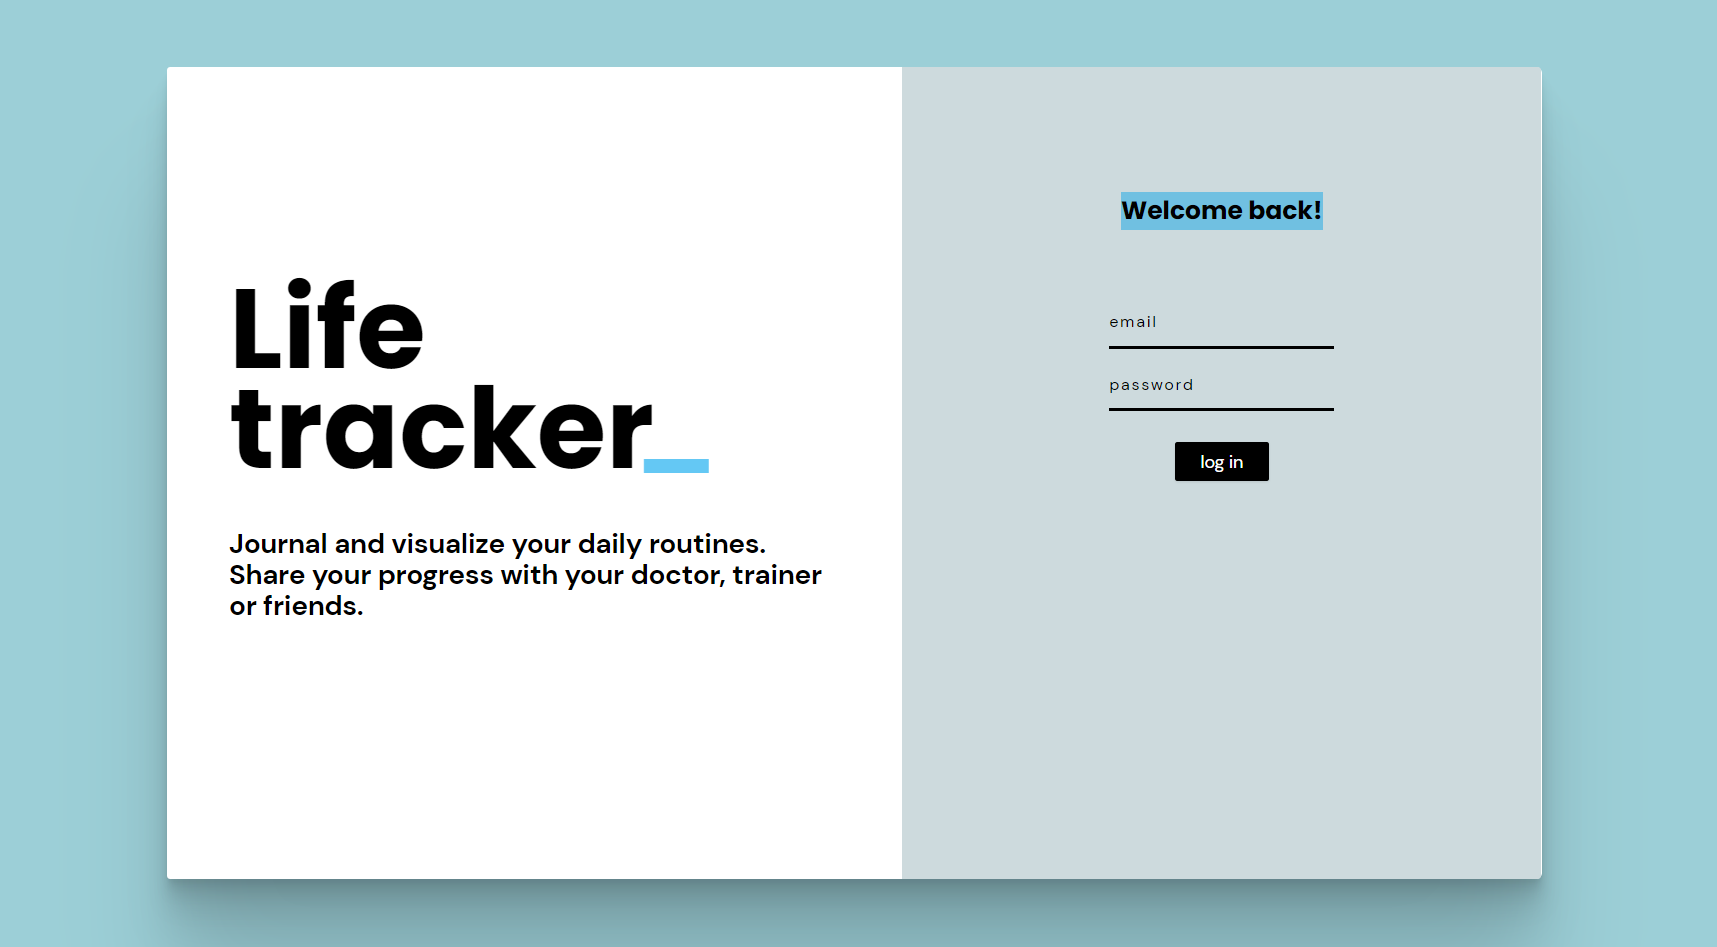 Life
tracker_
Journal and visualize your daily routines.
Share your progress with your doctor, trainer
or friends.
Welcome back!
email
password
log in